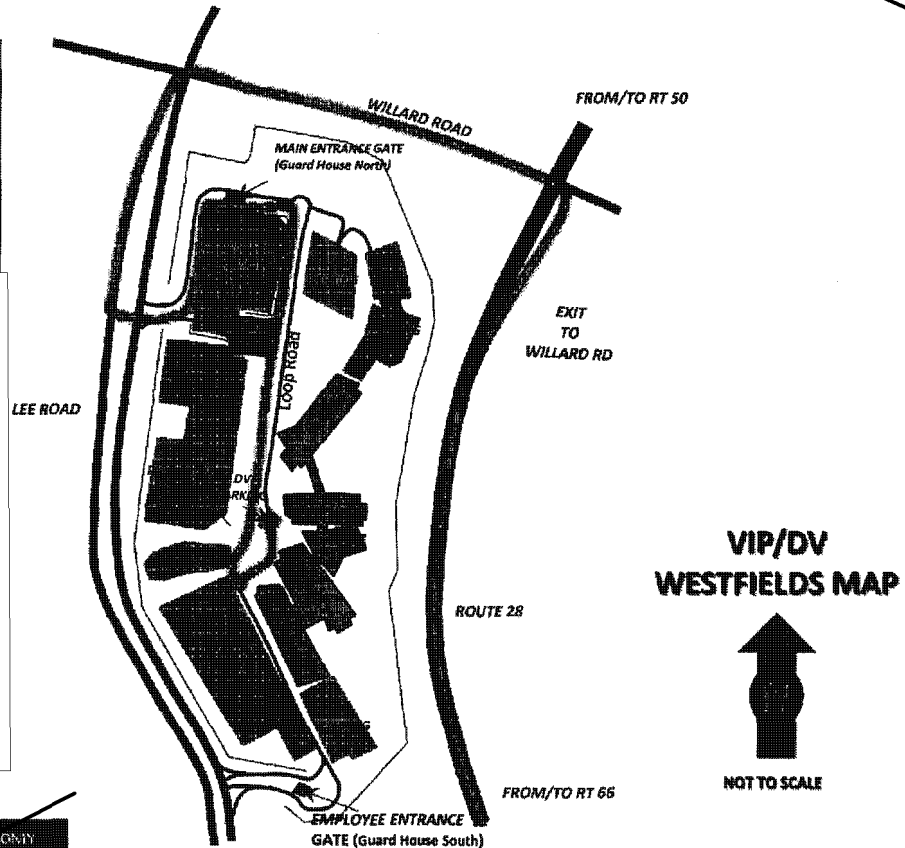 FROM/TO RT 50
WILLARD ROAD
MAIN ENTRANCE GATE
(Guard House North)
EXIT
TO
WILLARD RD
Loop Road
LEE ROAD
DV
VIP/DV
WESTFIELDS MAP
ROUTE 28
NOT TO SCALE
FROM/TO RT 66
EMPLOYEE ENTRANCE
GATE (Guard House South)